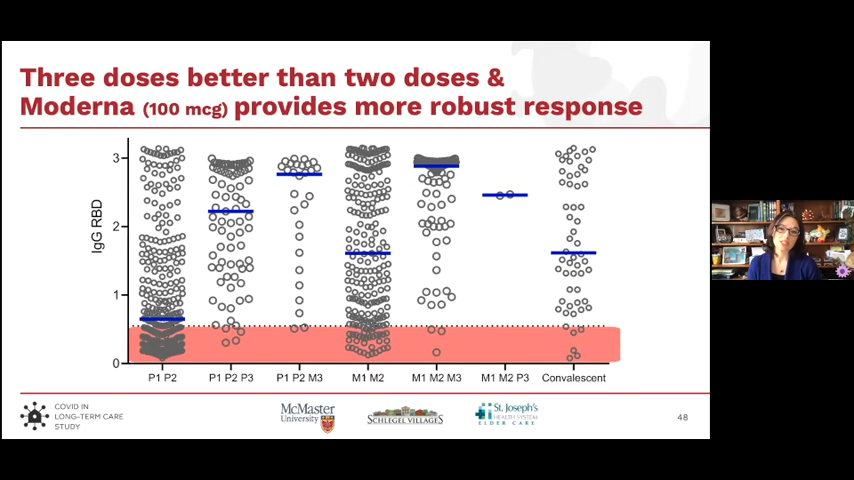 Three doses better than two doses &
Moderna (100 mcg) provides more robust response
IgG RBD
3
2
1
0
P1 P2
P1 P2 P3
P1 P2 M3
M1 M2
M1 M2 M3
M1 M2 P3
Convalescent
COVID IN
LONG-TERM CARE
STUDY
McMaster
University
SCHLEGEL VILLAGES
St. Joseph's
HEALTH SYSTEM
ELDER CARE
48